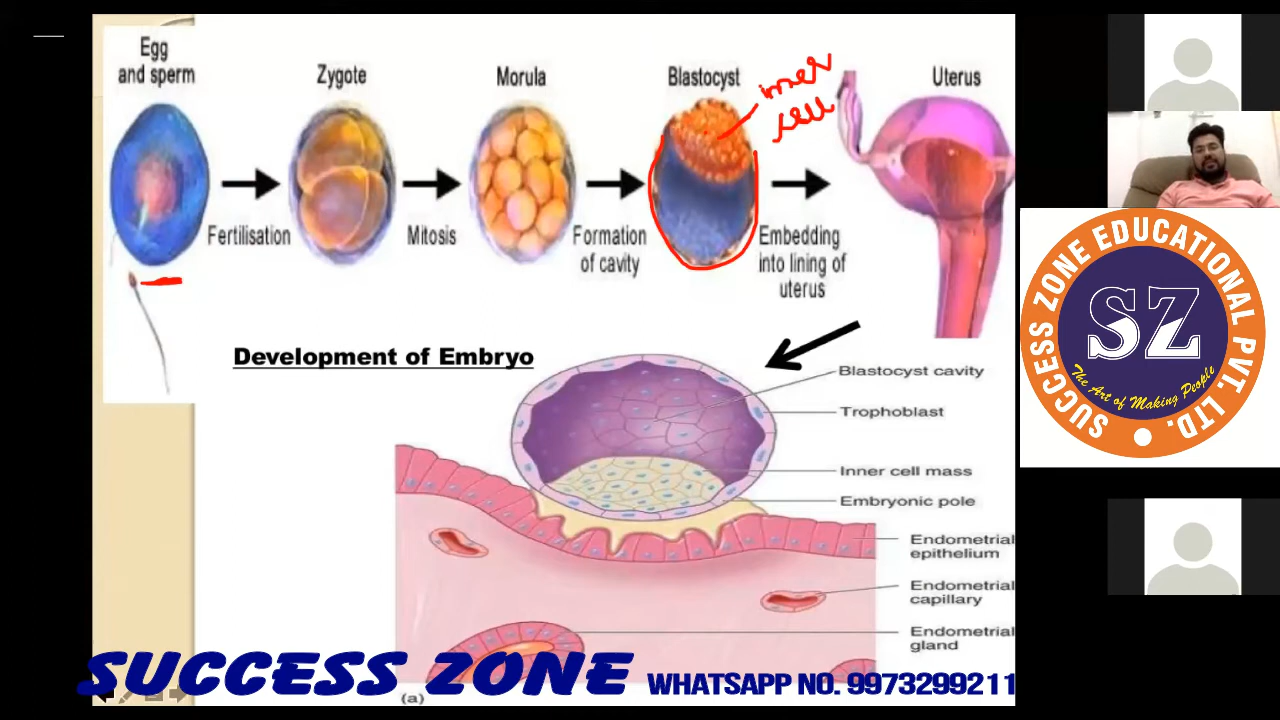 Egg
and sperm
Zygote
Morula
Blastocyst
Uterus
inner
cell
Fertilisation
Mitosis
Formation
of cavity
Embedding
into lining of
uterus
Development of Embryo
Blastocyst cavity
Trophoblast
Inner cell mass
Embryonic pole
Endometrial
epithelium
Endometrial
capillary
Endometrial
gland
(a)
SUCCESS ZONE
WHATSAPP NO. 9973299211
SUCCESS ZONE EDUCATIONAL PVT. LTD.
SZ
The Art of Making People